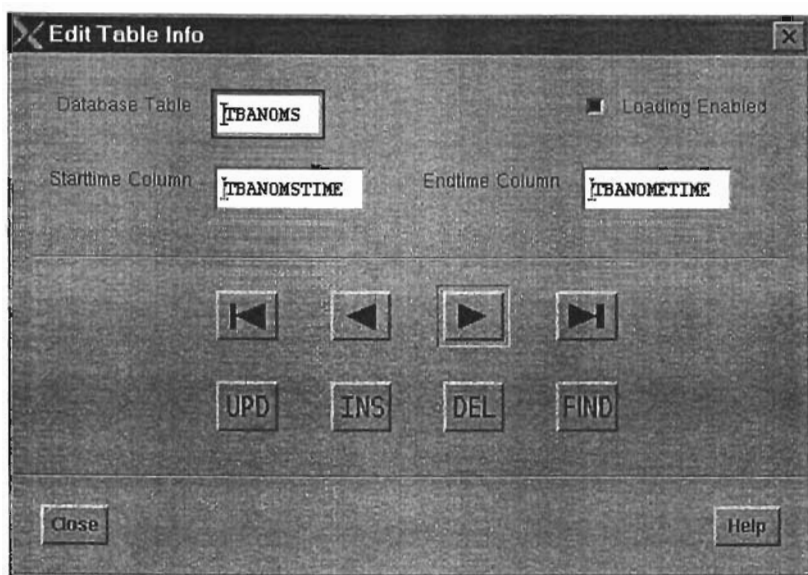 Edit Table Info
Database Table TBANOMS Loading Enabled
Starttime Column TBANOMSTIME Endtime Column TBANOMETIME
UPD INS DEL FIND
Close Help